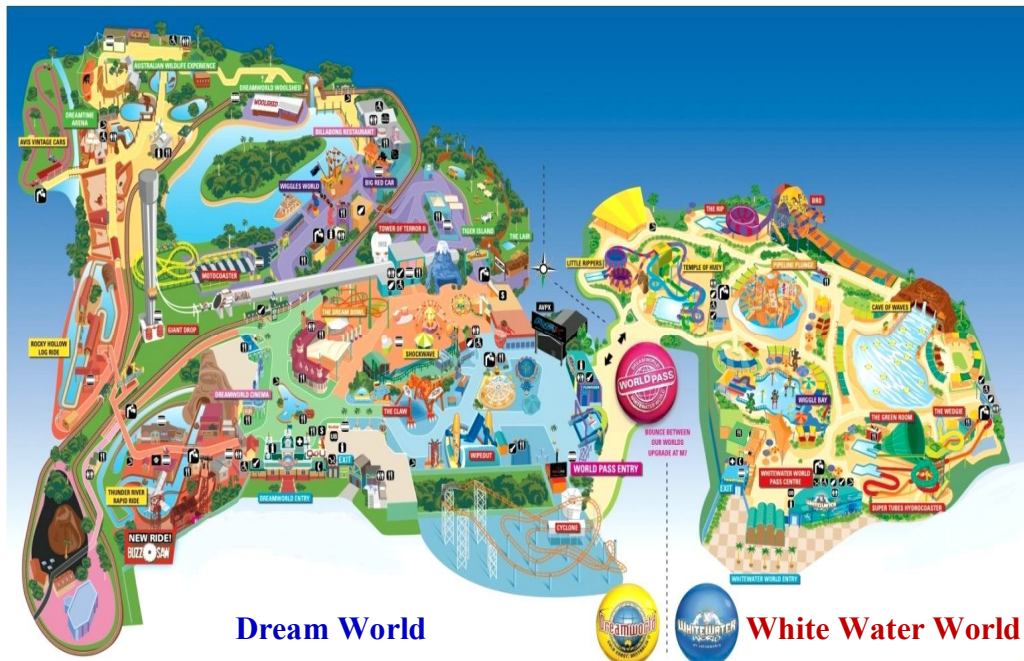 AUSTRALIAN WILDLIFE EXPERIENCE
DREAMWORLD WOOLSHED
WOOLSHED
DREAMTIME
ARENA
AVIS VINTAGE CARS
BILLABONG RESTAURANT
WIGGLES WORLD
BIG RED CAR
TOWER OF TERROR II
TIGER ISLAND
THE LAIR
MOTOCOASTER
GIANT DROP
ROCKY HOLLOW
LOG RIDE
THE DREAM BOWL
SHOCKWAVE
AVPX
DREAMWORLD CINEMA
THE CLAW
WIPEOUT
FLOWRIDER
EXIT
DREAMWORLD ENTRY
THUNDER RIVER
RAPID RIDE
NEW RIDE!
BUZZSAW
CYCLONE
WORLD PASS ENTRY
WORLD PASS
BOUNCE BETWEEN
OUR WORLDS
UPGRADE AT M7
LITTLE RIPPERS
TEMPLE OF HUEY
THE RIP
BRO
PIPELINE PLUNGE
CAVE OF WAVES
WIGGLE BAY
THE GREEN ROOM
THE WEDGIE
WHITEWATER WORLD
PASS CENTRE
SUPER TUBES HYDROCOASTER
EXIT
WHITEWATER WORLD ENTRY
Dreamworld
WHITEWATER
WORLD
Dream World
White Water World